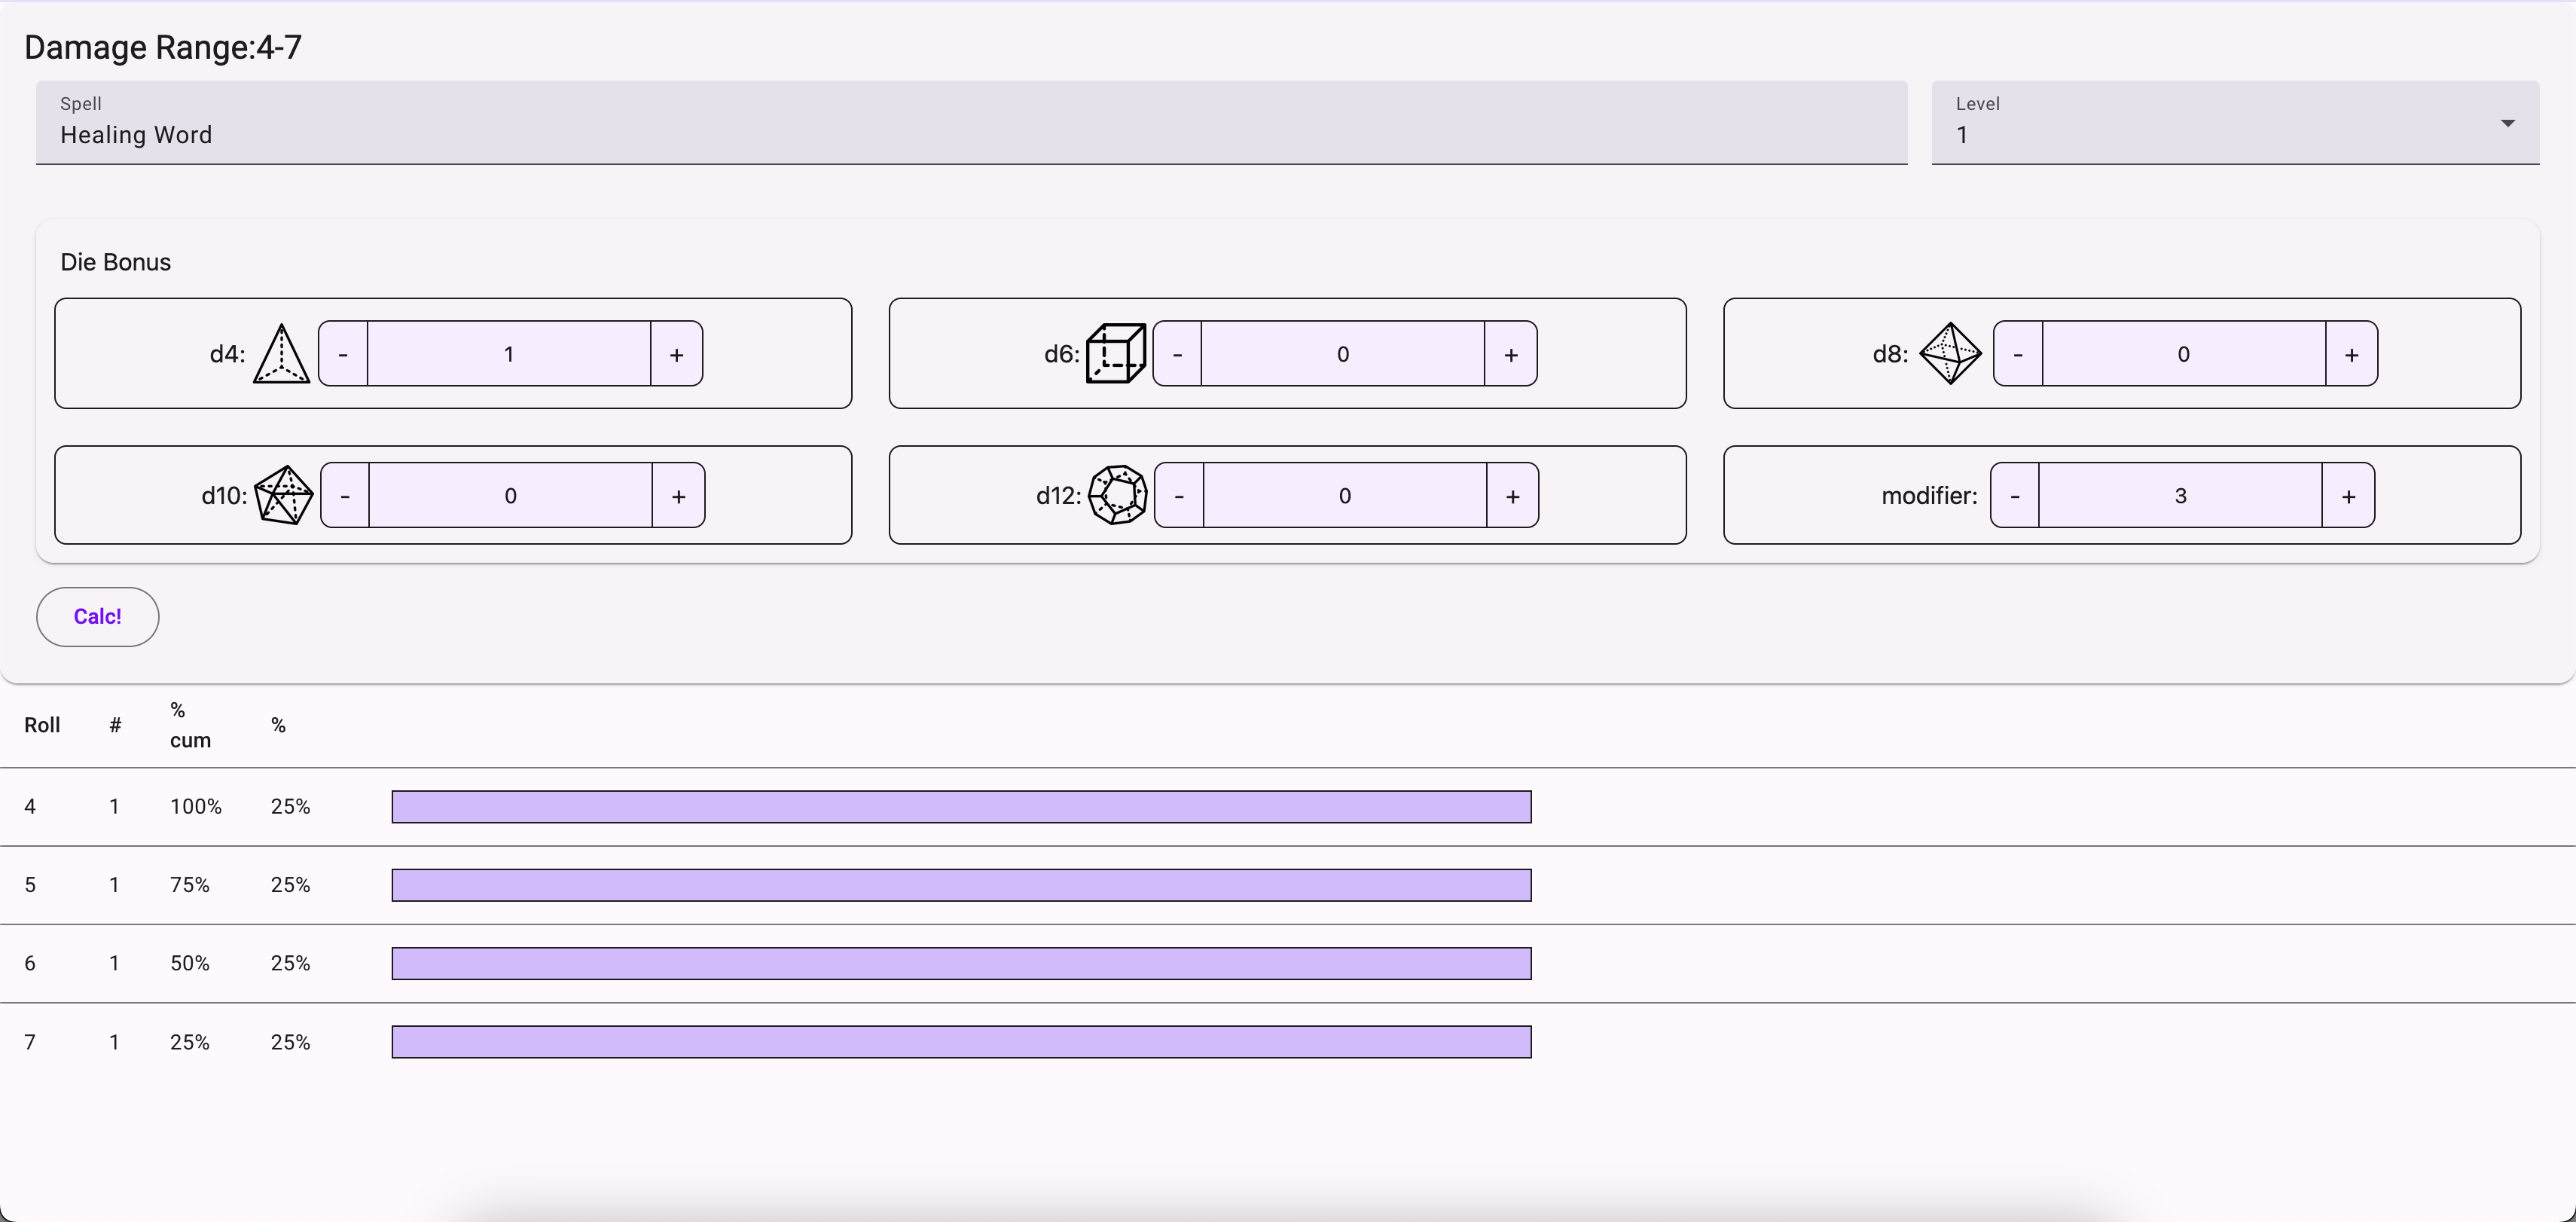 Damage Range:4-7
Spell
Healing Word
Level
1
Die Bonus
d4: - 1 +
d6: - 0 +
d8: - 0 +
d10: - 0 +
d12: - 0 +
modifier: - 3 +
Calc!
Roll # % cum %
4 1 100% 25%
5 1 75% 25%
6 1 50% 25%
7 1 25% 25%